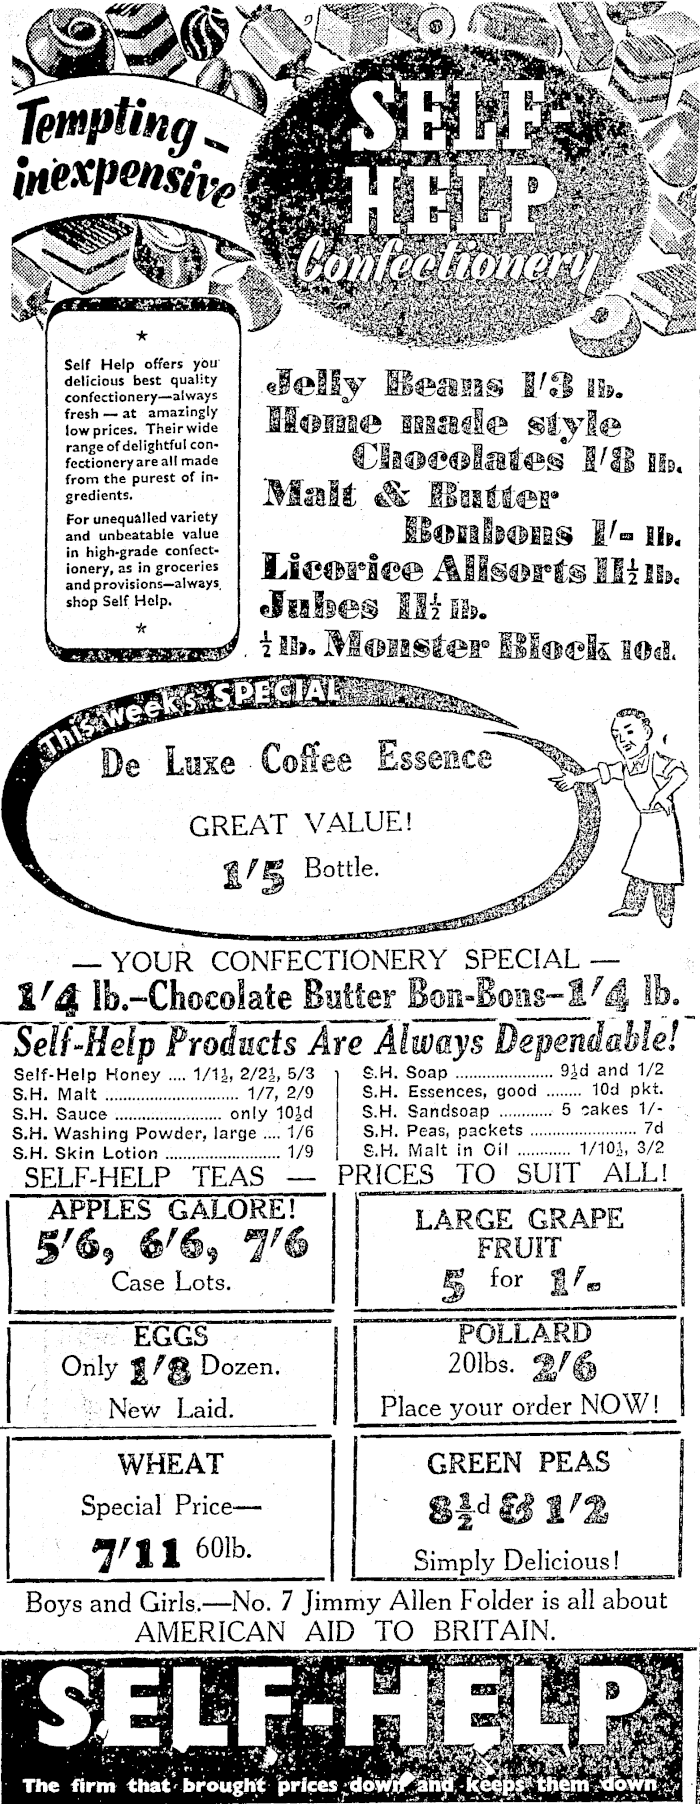 Tempting –
inexpensive
SELF-
HELP
Confectionery
★
Self Help offers you
delicious best quality
confectionery—always
fresh — at amazingly
low prices. Their wide
range of delightful con-
fectionery are all made
from the purest of in-
gredients.
For unequalled variety
and unbeatable value
in high-grade confect-
ionery, as in groceries
and provisions—always
shop Self Help.
★
Jelly Beans 1/3 lb.
Home made style
Chocolates 1/8 lb.
Malt & Butter
Bonbons 1/- lb.
Licorice Allsorts 11½ lb.
Jubes 11½ lb.
½ lb. Monster Block 10d.
This week's SPECIAL
De Luxe Coffee Essence
GREAT VALUE!
1/5 Bottle.
— YOUR CONFECTIONERY SPECIAL —
1/4 lb.–Chocolate Butter Bon-Bons–1/4 lb.
Self-Help Products Are Always Dependable!
Self-Help Honey .... 1/1½, 2/2½, 5/3
S.H. Malt ............................. 1/7, 2/9
S.H. Sauce ....................... only 10½d
S.H. Washing Powder, large .... 1/6
S.H. Skin Lotion ......................... 1/9
S.H. Soap .................... 9½d and 1/2
S.H. Essences, good ........ 10d pkt.
S.H. Sandsoap ........... 5 cakes 1/-
S.H. Peas, packets ....................... 7d
S.H. Malt in Oil ........... 1/10½, 3/2
SELF-HELP TEAS — PRICES TO SUIT ALL!
APPLES GALORE!
5/6, 6/6, 7/6
Case Lots.
LARGE GRAPE
FRUIT
5 for 1/-
EGGS
Only 1/8 Dozen.
New Laid.
POLLARD
20lbs. 2/6
Place your order NOW!
WHEAT
Special Price—
7/11 60lb.
GREEN PEAS
8½d & 1/2
Simply Delicious!
Boys and Girls.—No. 7 Jimmy Allen Folder is all about
AMERICAN AID TO BRITAIN.
SELF-HELP
The firm that brought prices down and keeps them down